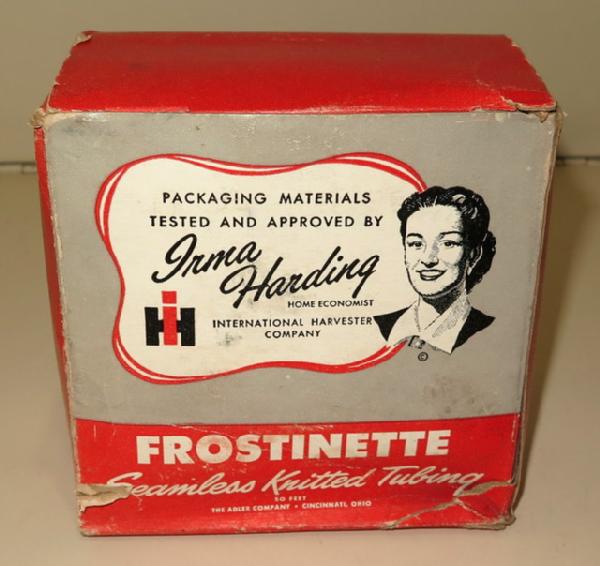 PACKAGING MATERIALS
TESTED AND APPROVED BY
Irma
Harding
HOME ECONOMIST
IH
INTERNATIONAL HARVESTER
COMPANY
©
FROSTINETTE
Seamless Knitted Tubing
50 FEET
THE ADLER COMPANY • CINCINNATI, OHIO